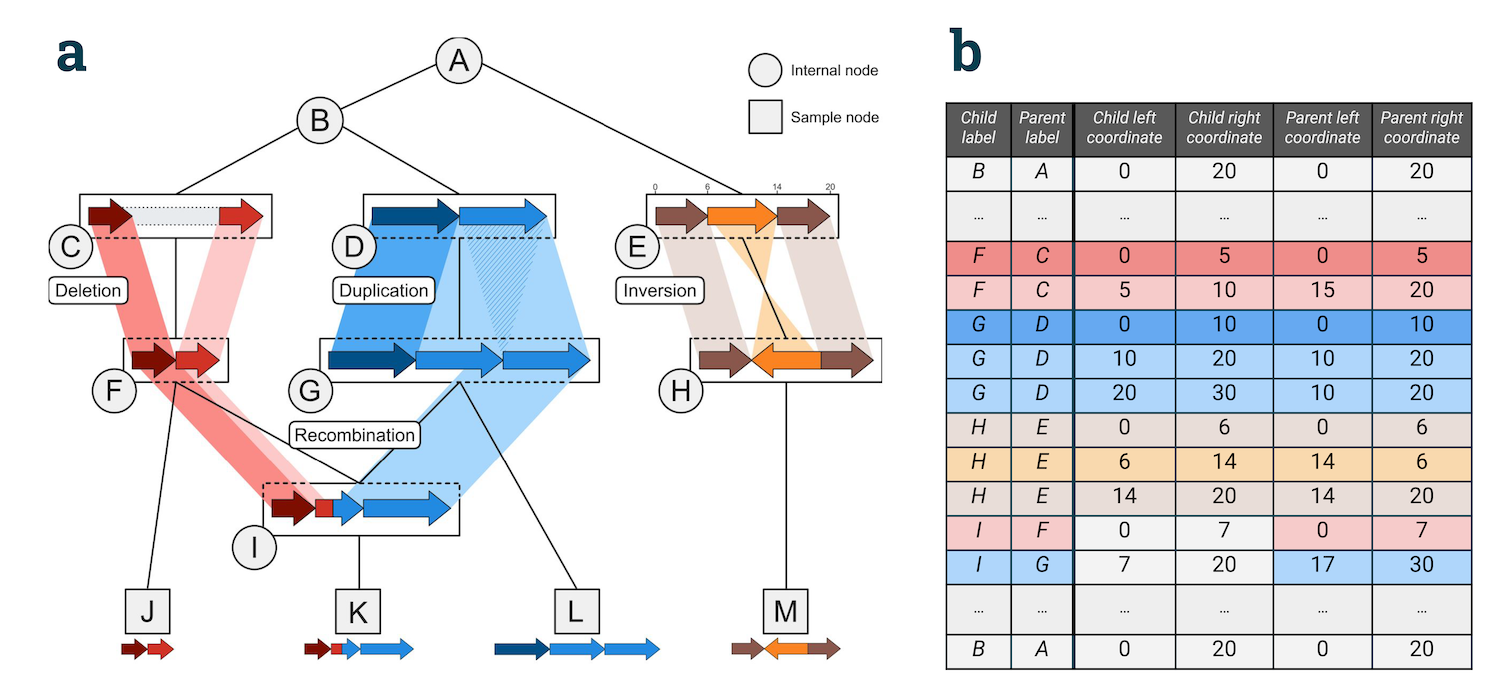 a
A
Internal node
B
Sample node
0 6 14 20
C
D
E
Deletion
Duplication
Inversion
F
G
H
Recombination
I
J
K
L
M
b
Child label Parent label Child left coordinate Child right coordinate Parent left coordinate Parent right coordinate
B A 0 20 0 20
... ... ... ... ... ...
F C 0 5 0 5
F C 5 10 15 20
G D 0 10 0 10
G D 10 20 10 20
G D 20 30 10 20
H E 0 6 0 6
H E 6 14 14 6
H E 14 20 14 20
I F 0 7 0 7
I G 7 20 17 30
... ... ... ... ... ...
B A 0 20 0 20